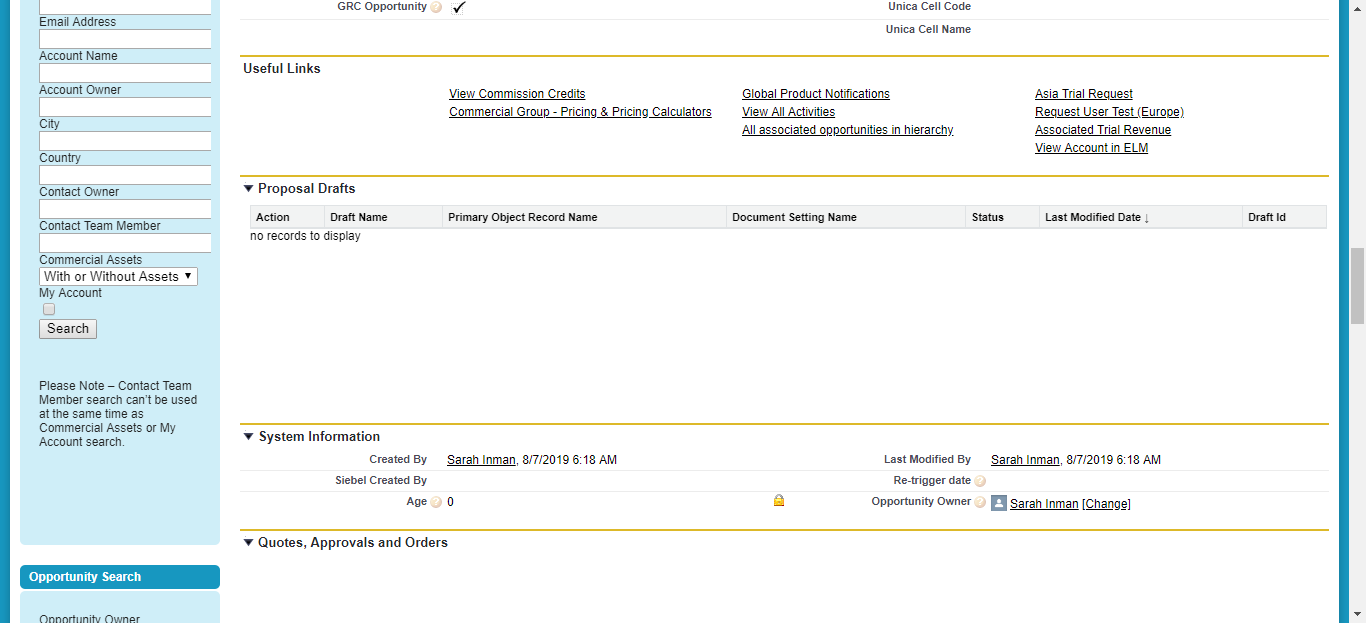 Email Address
Account Name
Account Owner
City
Country
Contact Owner
Contact Team Member
Commercial Assets
With or Without Assets
My Account
Search
Please Note – Contact Team
Member search can't be used
at the same time as
Commercial Assets or My
Account search.
Opportunity Search
Opportunity Owner
GRC Opportunity ? Unica Cell Code
Unica Cell Name
Useful Links
View Commission Credits Global Product Notifications Asia Trial Request
Commercial Group - Pricing & Pricing Calculators View All Activities Request User Test (Europe)
All associated opportunities in hierarchy Associated Trial Revenue
View Account in ELM
Proposal Drafts
Action Draft Name Primary Object Record Name Document Setting Name Status Last Modified Date ↓ Draft Id
no records to display
System Information
Created By Sarah Inman, 8/7/2019 6:18 AM Last Modified By Sarah Inman, 8/7/2019 6:18 AM
Siebel Created By Re-trigger date ?
Age ? 0 Opportunity Owner ? Sarah Inman [Change]
Quotes, Approvals and Orders